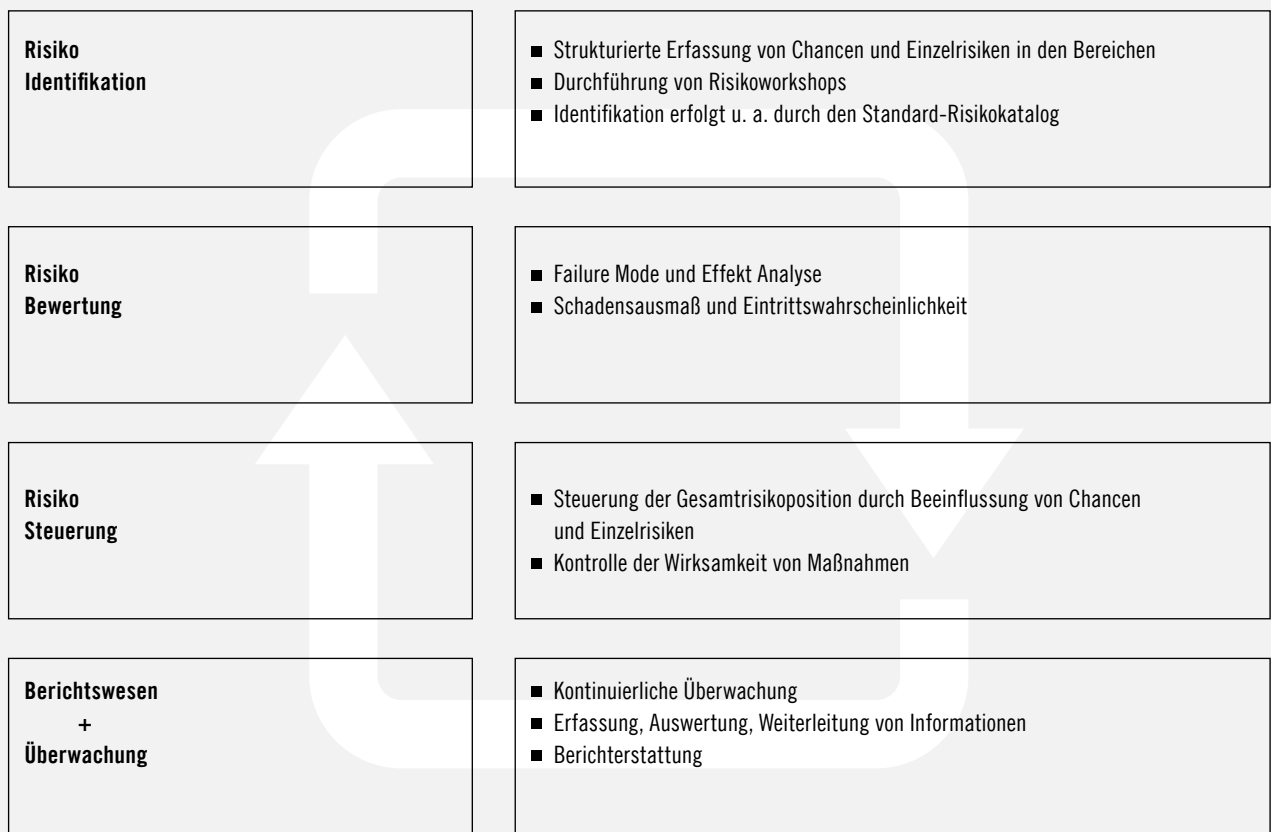 Risiko
Identifikation
■ Strukturierte Erfassung von Chancen und Einzelrisiken in den Bereichen
■ Durchführung von Risikoworkshops
■ Identifikation erfolgt u. a. durch den Standard-Risikokatalog
Risiko
Bewertung
■ Failure Mode und Effekt Analyse
■ Schadensausmaß und Eintrittswahrscheinlichkeit
Risiko
Steuerung
■ Steuerung der Gesamtrisikoposition durch Beeinflussung von Chancen
und Einzelrisiken
■ Kontrolle der Wirksamkeit von Maßnahmen
Berichtswesen
+
Überwachung
■ Kontinuierliche Überwachung
■ Erfassung, Auswertung, Weiterleitung von Informationen
■ Berichterstattung